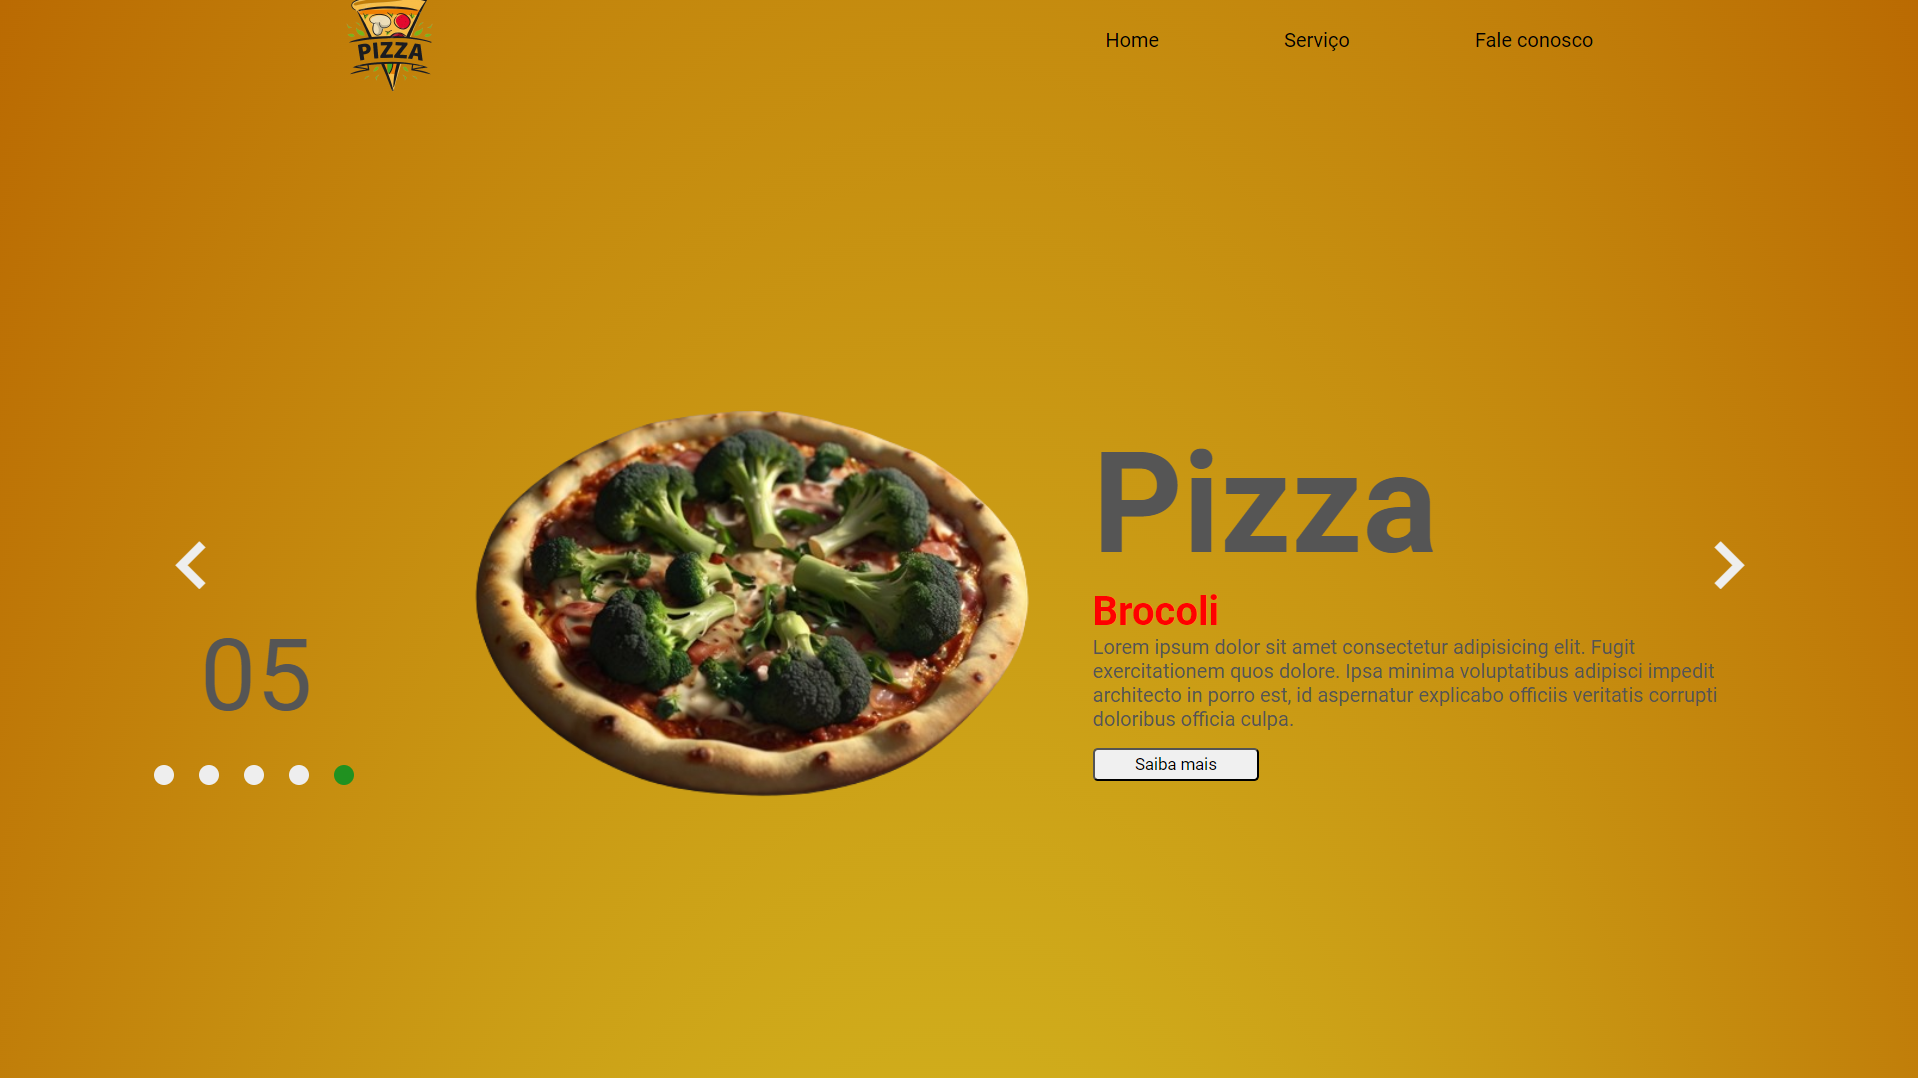 PIZZA
Home
Serviço
Fale conosco
Pizza
Brocoli
Lorem ipsum dolor sit amet consectetur adipisicing elit. Fugit
exercitationem quos dolore. Ipsa minima voluptatibus adipisci impedit
architecto in porro est, id aspernatur explicabo officiis veritatis corrupti
doloribus officia culpa.
Saiba mais
05